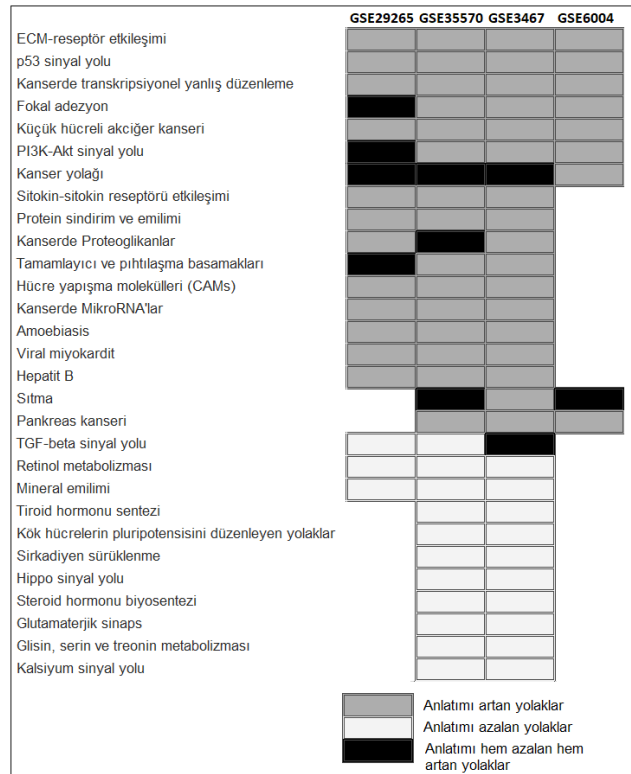 GSE29265 GSE35570 GSE3467 GSE6004
ECM-reseptör etkileşimi
p53 sinyal yolu
Kanserde transkripsiyonel yanlış düzenleme
Fokal adezyon
Küçük hücreli akciğer kanseri
PI3K-Akt sinyal yolu
Kanser yolağı
Sitokin-sitokin reseptörü etkileşimi
Protein sindirim ve emilimi
Kanserde Proteoglikanlar
Tamamlayıcı ve pıhtılaşma basamakları
Hücre yapışma molekülleri (CAMs)
Kanserde MikroRNA'lar
Amoebiasis
Viral miyokardit
Hepatit B
Sıtma
Pankreas kanseri
TGF-beta sinyal yolu
Retinol metabolizması
Mineral emilimi
Tiroid hormonu sentezi
Kök hücrelerin pluripotensisini düzenleyen yolaklar
Sirkadiyen sürüklenme
Hippo sinyal yolu
Steroid hormonu biyosentezi
Glutamaterjik sinaps
Glisin, serin ve treonin metabolizması
Kalsiyum sinyal yolu
Anlatımı artan yolaklar
Anlatımı azalan yolaklar
Anlatımı hem azalan hem
artan yolaklar